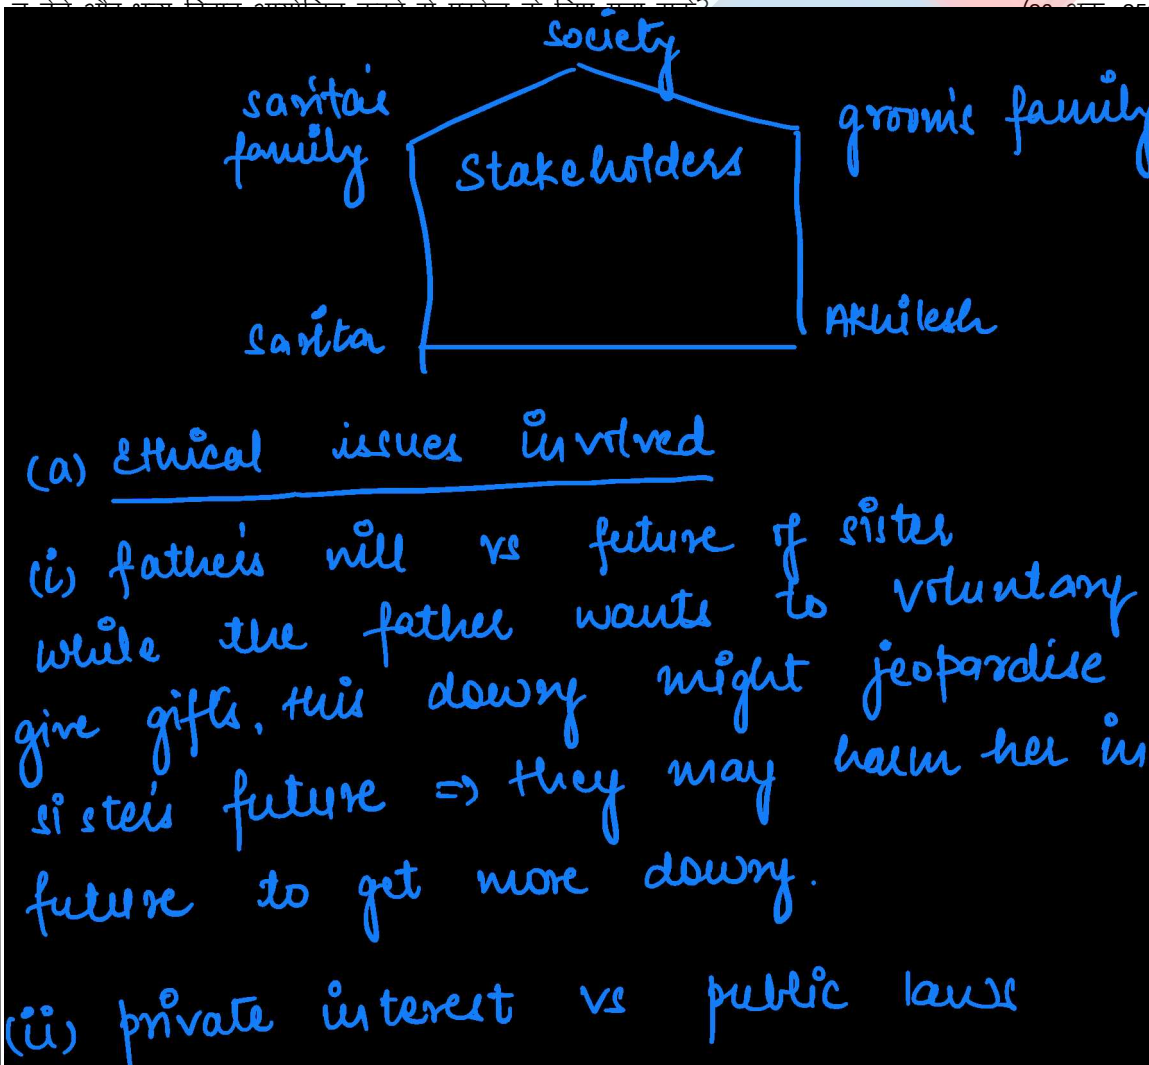 society
sarita's
family
groom's family
Stakeholders
Sarita
Akhilesh
(a) Ethical issues involved
(i) father's will vs future of sister
while the father wants to voluntary
give gifts, this dowry might jeopardise
sister's future => they may harm her in
future to get more dowry.
(ii) private interest vs public laws